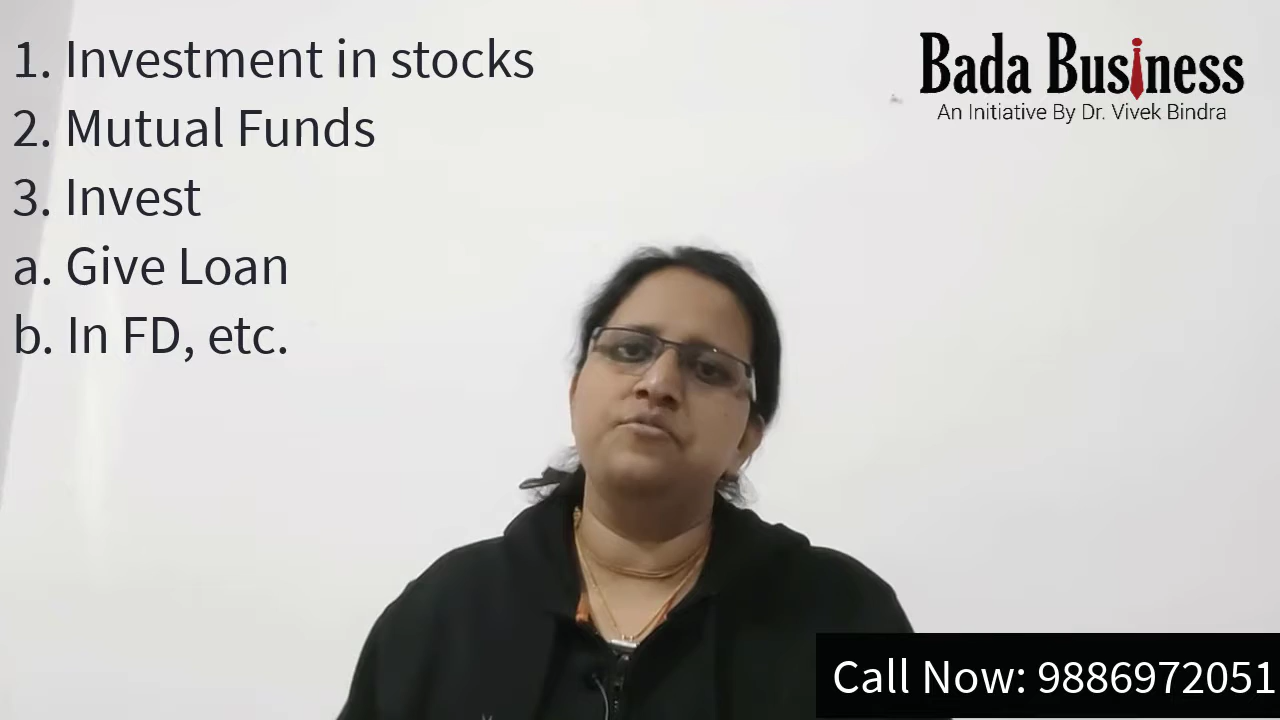 1. Investment in stocks
2. Mutual Funds
3. Invest
a. Give Loan
b. In FD, etc.
Bada Business
An Initiative By Dr. Vivek Bindra
Call Now: 9886972051